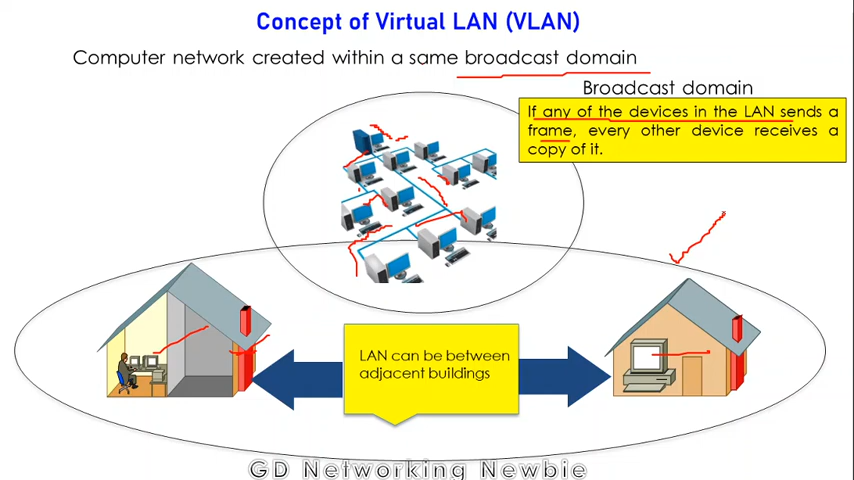 Concept of Virtual LAN (VLAN)
Computer network created within a same broadcast domain
Broadcast domain
If any of the devices in the LAN sends a
frame, every other device receives a
copy of it.
LAN can be between
adjacent buildings
GD Networking Newbie